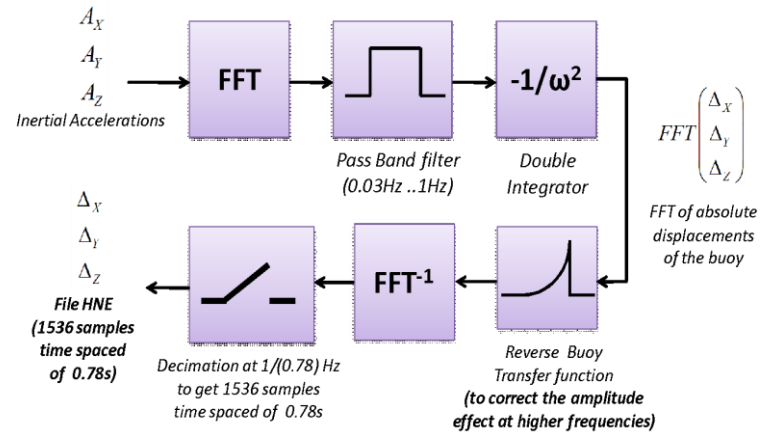 A_X
A_Y
A_Z
Inertial Accelerations
FFT
Pass Band filter
(0.03Hz ..1Hz)
-1/ω²
Double
Integrator
FFT
Δ_X
Δ_Y
Δ_Z
FFT of absolute
displacements
of the buoy
Reverse Buoy
Transfer function
(to correct the amplitude
effect at higher frequencies)
FFT⁻¹
Decimation at 1/(0.78) Hz
to get 1536 samples
time spaced of 0.78s
Δ_X
Δ_Y
Δ_Z
File HNE
(1536 samples
time spaced
of 0.78s)